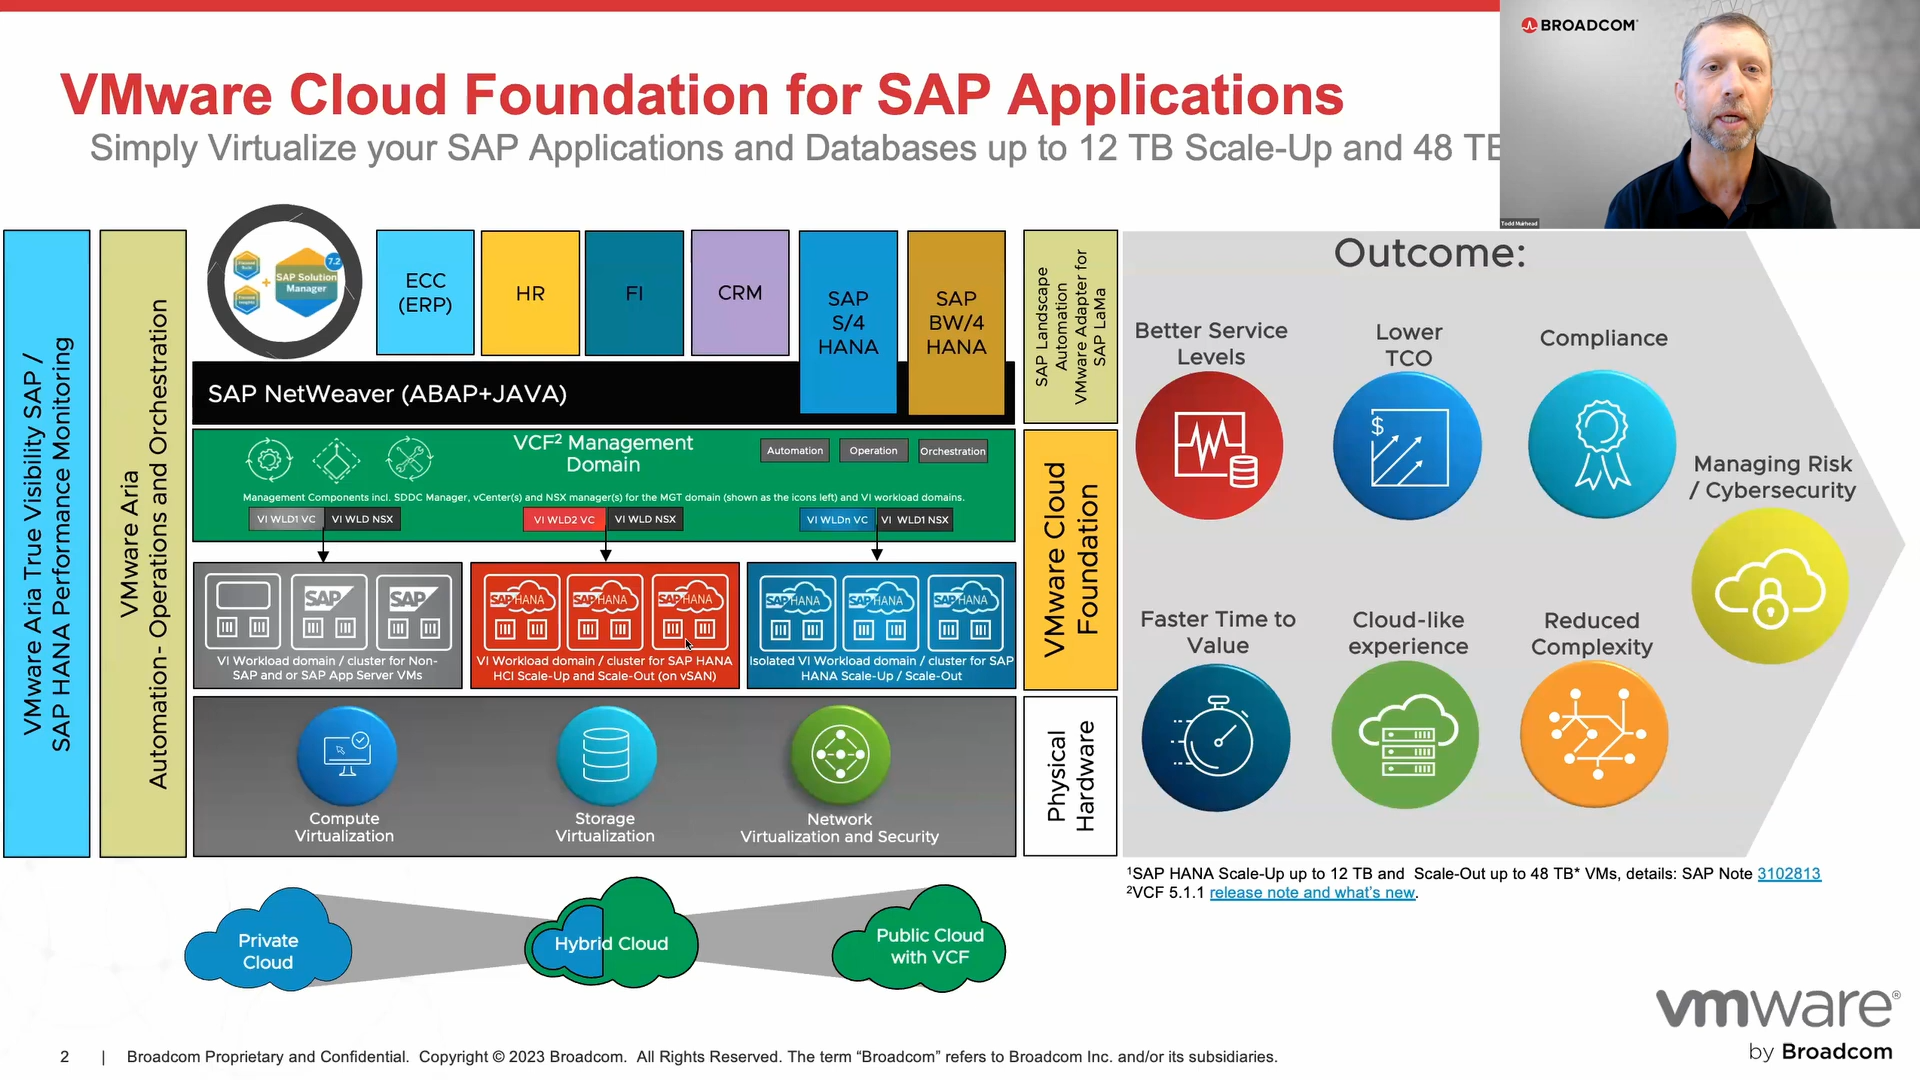 BROADCOM
VMware Cloud Foundation for SAP Applications
Simply Virtualize your SAP Applications and Databases up to 12 TB Scale-Up and 48 TB
Todd Muirhead
VMware Aria True Visibility SAP /
SAP HANA Performance Monitoring
VMware Aria
Automation- Operations and Orchestration
SAP Solution
Manager
7.2
+
ECC
(ERP)
HR
FI
CRM
SAP
S/4
HANA
SAP
BW/4
HANA
SAP NetWeaver (ABAP+JAVA)
SAP Landscape
Automation
VMware Adapter for
SAP LaMa
VCF² Management
Domain
Automation
Operation
Orchestration
Management Components incl. SDDC Manager, vCenter(s) and NSX manager(s) for the MGT domain (shown as the icons left) and VI workload domains.
VI WLD1 VC
VI WLD NSX
VI WLD2 VC
VI WLD NSX
VI WLDn VC
VI WLD1 NSX
SAP
SAP
VI Workload domain / cluster for Non-
SAP and or SAP App Server VMs
SAP HANA
SAP HANA
SAP HANA
VI Workload domain / cluster for SAP HANA
HCI Scale-Up and Scale-Out (on vSAN)
SAP HANA
SAP HANA
SAP HANA
Isolated VI Workload domain / cluster for SAP
HANA Scale-Up / Scale-Out
VMware Cloud
Foundation
Compute
Virtualization
Storage
Virtualization
Network
Virtualization and Security
Physical
Hardware
Private
Cloud
Hybrid Cloud
Public Cloud
with VCF
Outcome:
Better Service
Levels
Lower
TCO
$
Compliance
Managing Risk
/ Cybersecurity
Faster Time to
Value
Cloud-like
experience
Reduced
Complexity
¹SAP HANA Scale-Up up to 12 TB and Scale-Out up to 48 TB* VMs, details: SAP Note 3102813
²VCF 5.1.1 release note and what's new.
vmware®
by Broadcom
2 | Broadcom Proprietary and Confidential. Copyright © 2023 Broadcom. All Rights Reserved. The term “Broadcom” refers to Broadcom Inc. and/or its subsidiaries.